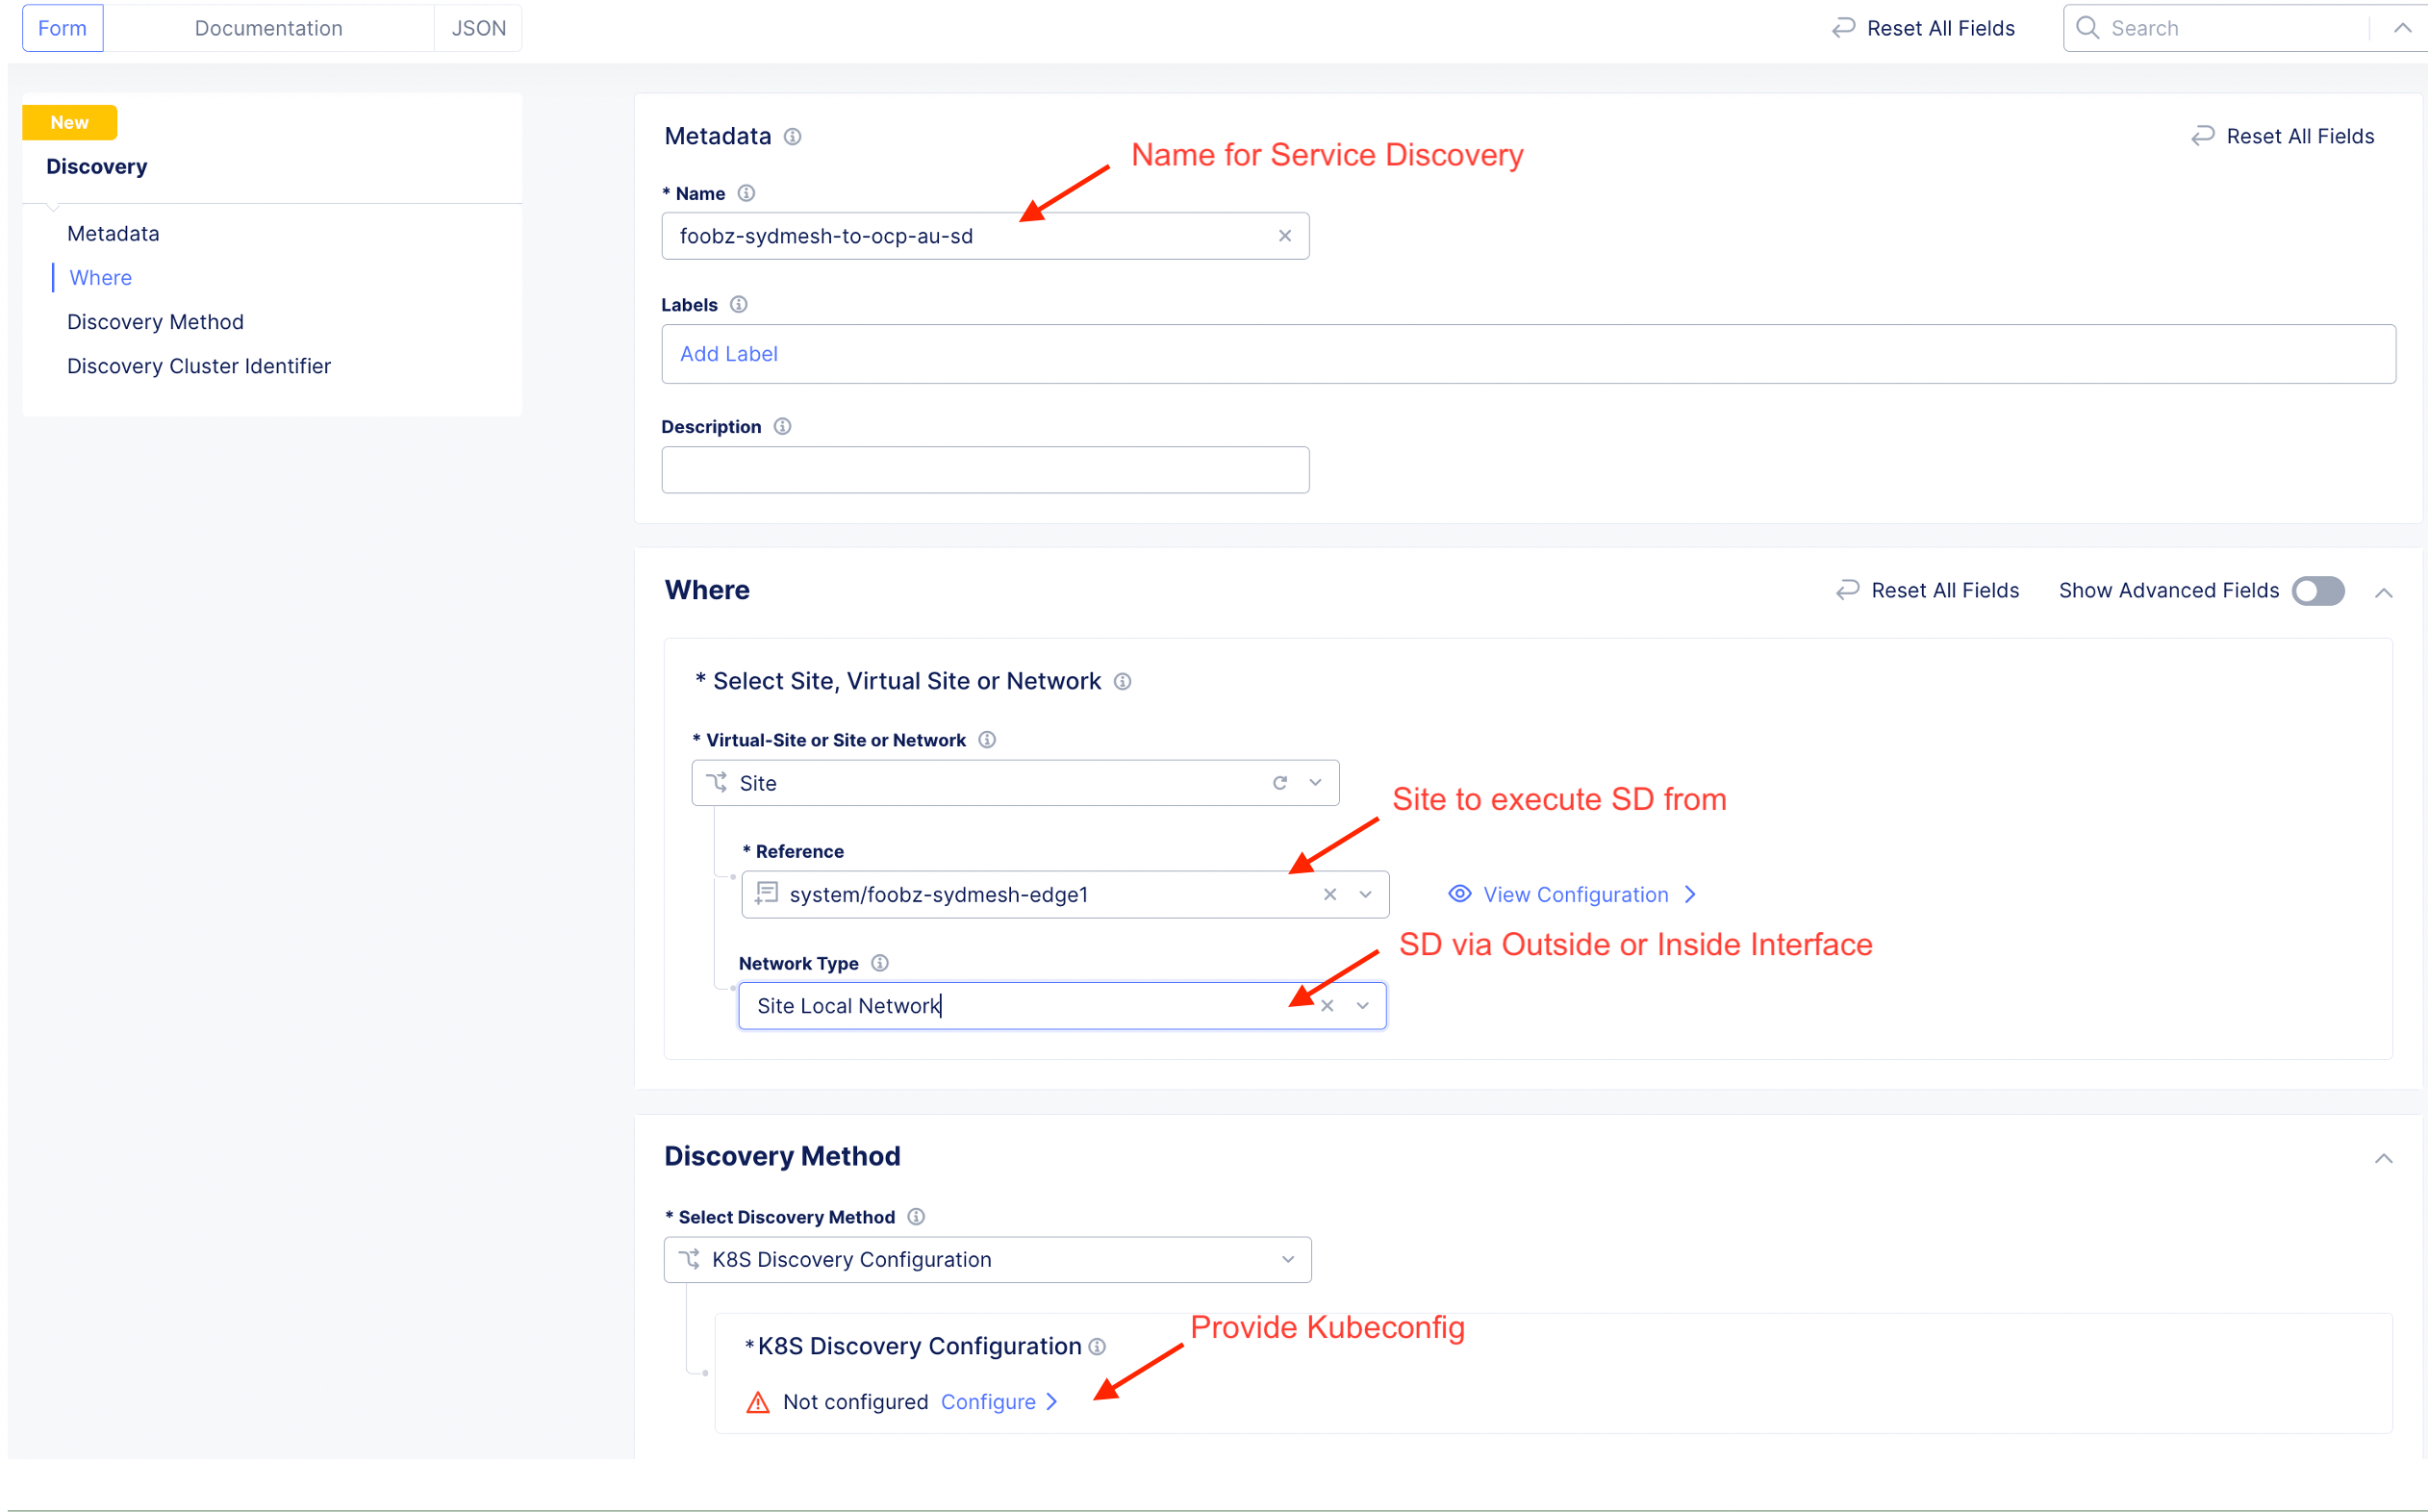 Form Documentation JSON Reset All Fields Search
New
Discovery
Metadata
Where
Discovery Method
Discovery Cluster Identifier
Metadata Reset All Fields
Name for Service Discovery
* Name
foobz-sydmesh-to-ocp-au-sd
Labels
Add Label
Description
Where Reset All Fields Show Advanced Fields
* Select Site, Virtual Site or Network
* Virtual-Site or Site or Network
Site
Site to execute SD from
* Reference
system/foobz-sydmesh-edge1 View Configuration
SD via Outside or Inside Interface
Network Type
Site Local Network
Discovery Method
* Select Discovery Method
K8S Discovery Configuration
Provide Kubeconfig
* K8S Discovery Configuration
Not configured Configure